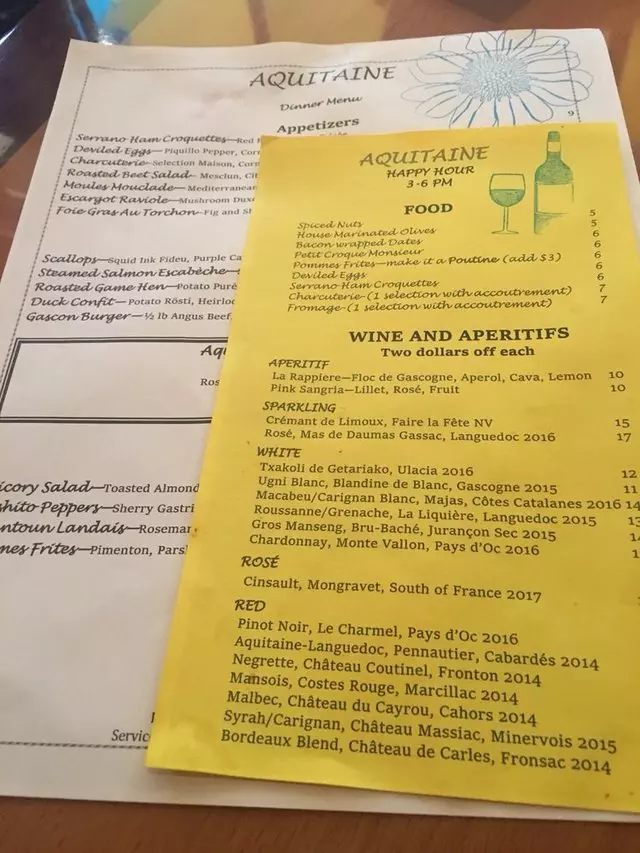 AQUITAINE
Dinner Menu
Appetizers
Serrano Ham Croquettes—Red
Deviled Eggs—Piquillo Pepper, Corn
Charcuterie—Selection Maison, Corn
Roasted Beet Salad—Mesclun,
Moules Mouclade—Mediterranean
Escargot Raviole—Mushroom
Foie Gras Au Torchon—Fig and
Scallops—Squid Ink Fideu, Purple
Steamed Salmon Escabèche—
Roasted Game Hen—Potato Puré
Duck Confit—Potato Rösti,
Gascon Burger—½ lb Angus Beef
Aq
Ros
icory Salad—Toasted Almond
shito Peppers—Sherry Gastri
ntoun Landais—Rosemar
mes Frites—Pimenton, Pars
Servic
AQUITAINE
HAPPY HOUR
3-6 PM
FOOD
Spiced Nuts 5
House Marinated Olives 5
Bacon wrapped Dates 6
Petit Croque Monsieur 6
Pommes Frites—make it a Poutine (add $3) 6
Deviled Eggs 6
Serrano Ham Croquettes 6
Charcuterie-(1 selection with accoutrement) 7
Fromage-(1 selection with accoutrement) 7
WINE AND APERITIFS
Two dollars off each
APERITIF
La Rappiere—Floc de Gascogne, Aperol, Cava, Lemon 10
Pink Sangria—Lillet, Rosé, Fruit 10
SPARKLING
Crémant de Limoux, Faire la Fête NV 15
Rosé, Mas de Daumas Gassac, Languedoc 2016 17
WHITE
Txakoli de Getariako, Ulacia 2016 12
Ugni Blanc, Blandine de Blanc, Gascogne 2015 11
Macabeu/Carignan Blanc, Majas, Côtes Catalanes 2016 14
Roussanne/Grenache, La Liquière, Languedoc 2015 13
Gros Manseng, Bru-Baché, Jurançon Sec 2015
Chardonnay, Monte Vallon, Pays d'Oc 2016
ROSÉ
Cinsault, Mongravet, South of France 2017
RED
Pinot Noir, Le Charmel, Pays d'Oc 2016
Aquitaine-Languedoc, Pennautier, Cabardés 2014
Negrette, Château Coutinel, Fronton 2014
Mansois, Costes Rouge, Marcillac 2014
Malbec, Château du Cayrou, Cahors 2014
Syrah/Carignan, Château Massiac, Minervois 2015
Bordeaux Blend, Château de Carles, Fronsac 2014